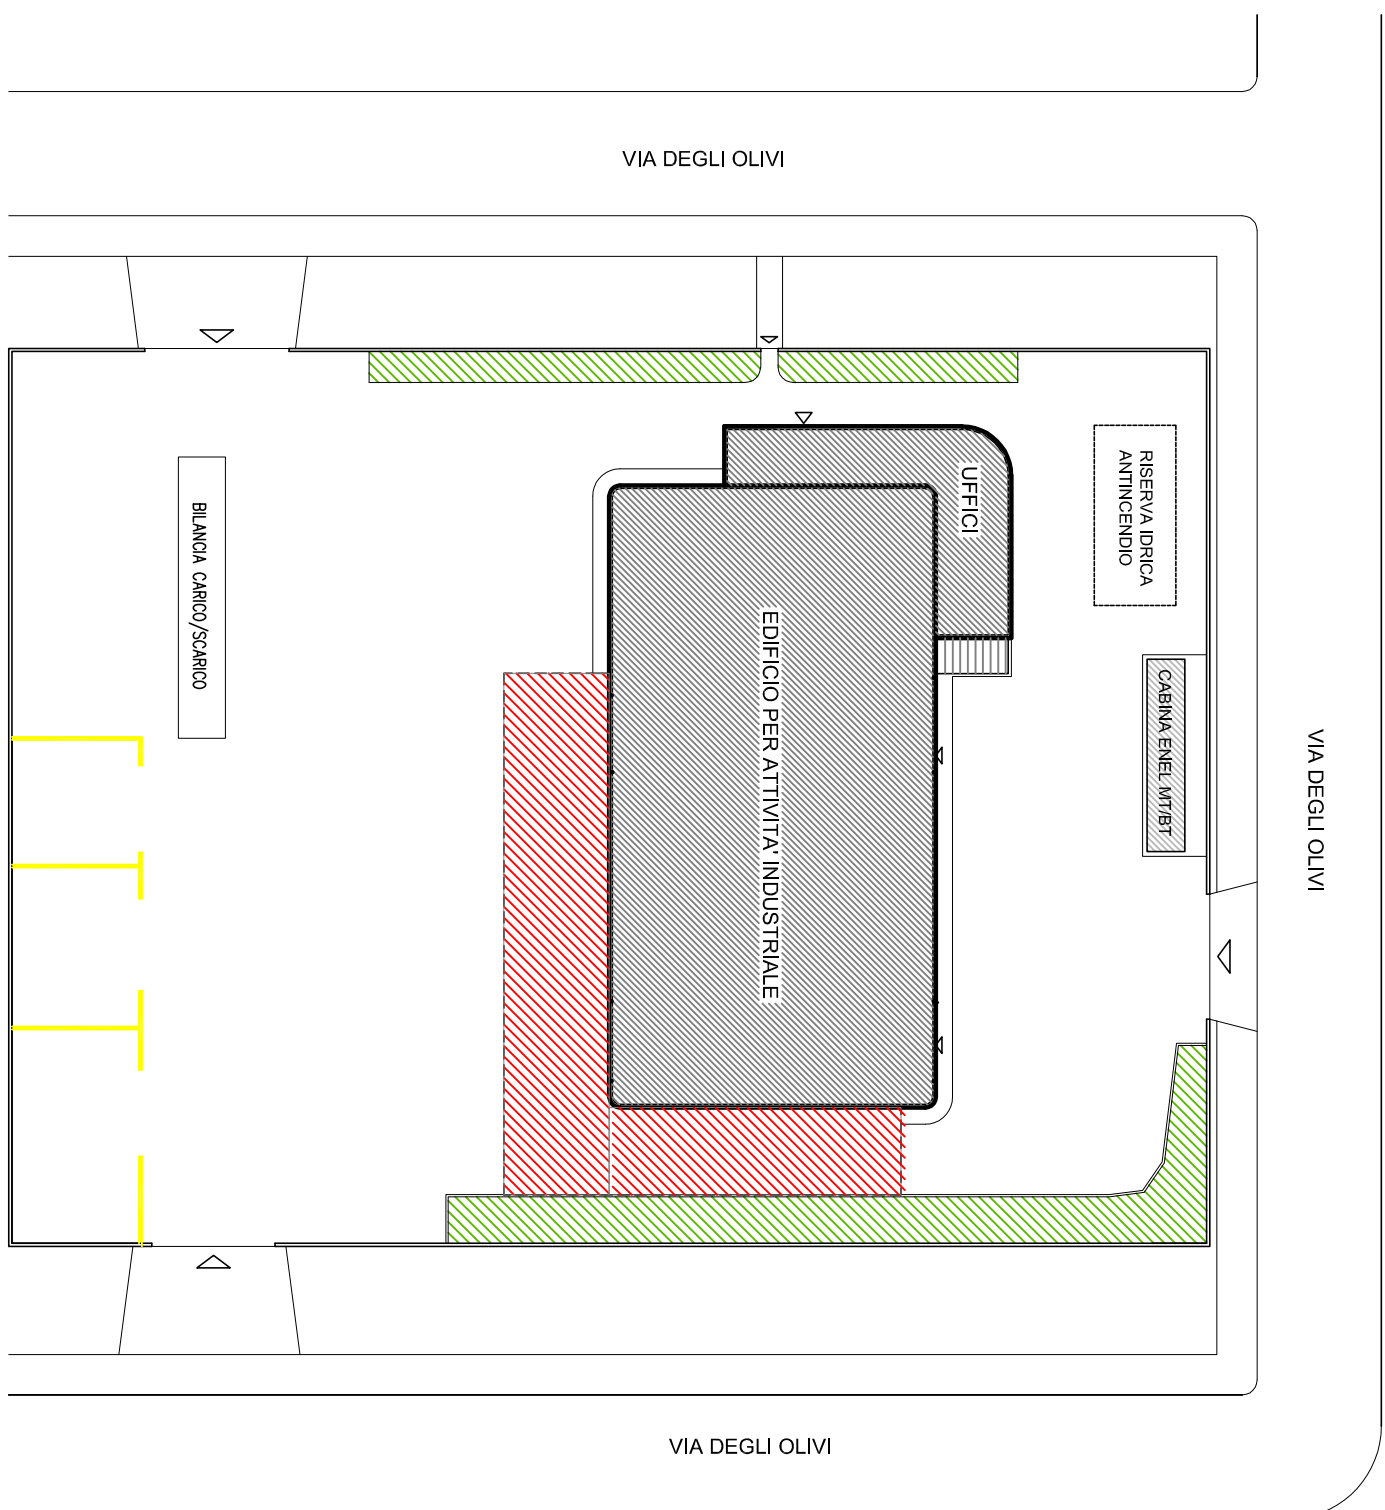 VIA DEGLI OLIVI
RISERVA IDRICA
ANTINCENDIO
UFFICI
BILANCIA CARICO/SCARICO
EDIFICIO PER ATTIVITA' INDUSTRIALE
CABINA ENEL MT/BT
VIA DEGLI OLIVI
VIA DEGLI OLIVI